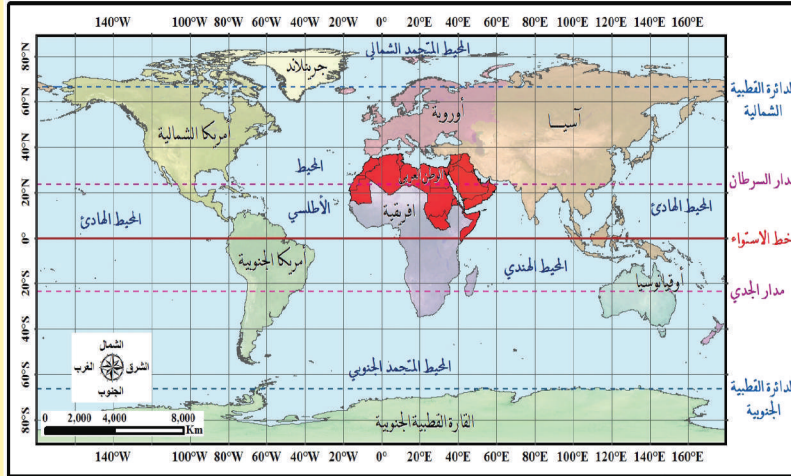 140°W 100°W 80°W 60°W 40°W 20°W 0° 20°E 40°E 60°E 80°E 100°E 120°E 140°E 160°E
80°N
60°N
40°N
20°N
0°
20°S
40°S
60°S
80°S
المحيط المتجمد الشمالي
جرينلاند
الدائرة القطبية
الشمالية
أمريكا الشمالية
أوروبة
آسيـا
المحيط
الوطن العربي
مدار السرطان
الأطلسي
المحيط الهادئ
افريقية
المحيط الهادئ
خط الاستواء
أمريكا الجنوبية
المحيط الهندي
أوقيانوسيا
مدار الجدي
الشمال
الغرب
الشرق
الجنوب
المحيط المتجمد الجنوبي
الدائرة القطبية
الجنوبية
0 2,000 4,000 8,000
Km
القارة القطبية الجنوبية
140°W 100°W 80°W 60°W 40°W 20°W 0° 20°E 40°E 60°E 80°E 100°E 120°E 140°E 160°E